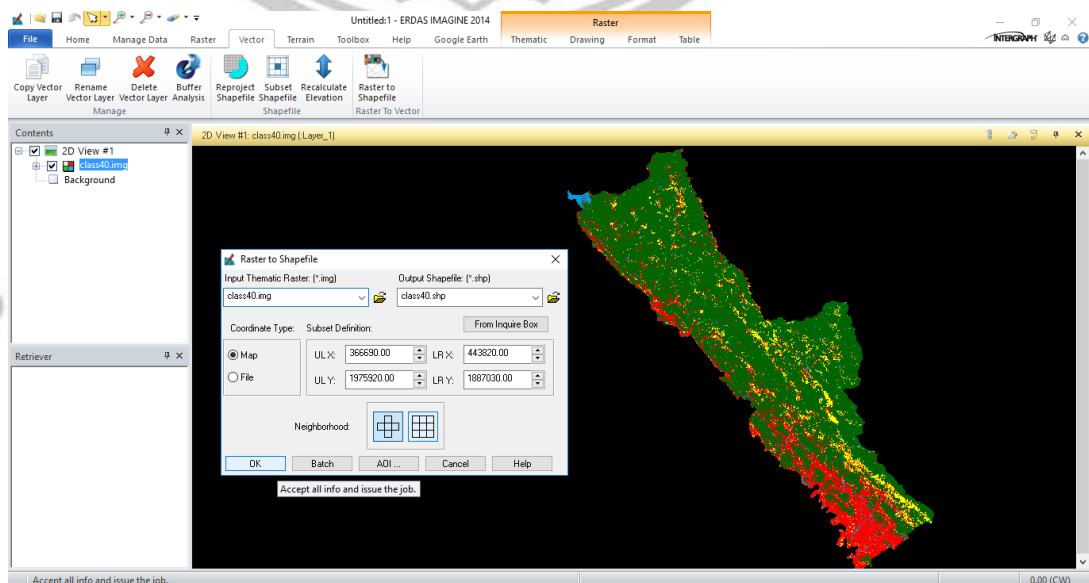 Untitled:1 - ERDAS IMAGINE 2014
Raster
File Home Manage Data Raster Vector Terrain Toolbox Help Google Earth Thematic Drawing Format Table
INTERGRAPH
Copy Vector Layer
Rename Vector Layer
Delete Vector Layer
Buffer Analysis
Reproject Shapefile
Subset Shapefile
Recalculate Elevation
Raster to Shapefile
Manage Shapefile Raster To Vector
Contents
2D View #1
class40.img
Background
Retriever
2D View #1: class40.img (:Layer_1)
Raster to Shapefile
Input Thematic Raster: (*.img) Output Shapefile: (*.shp)
class40.img class40.shp
From Inquire Box
Coordinate Type: Subset Definition:
Map ULX: 366690.00 LR X: 443820.00
File UL Y: 1975920.00 LR Y: 1887030.00
Neighborhood:
OK Batch AOI ... Cancel Help
Accept all info and issue the job.
Accept all info and issue the job. 0.00 (CW)